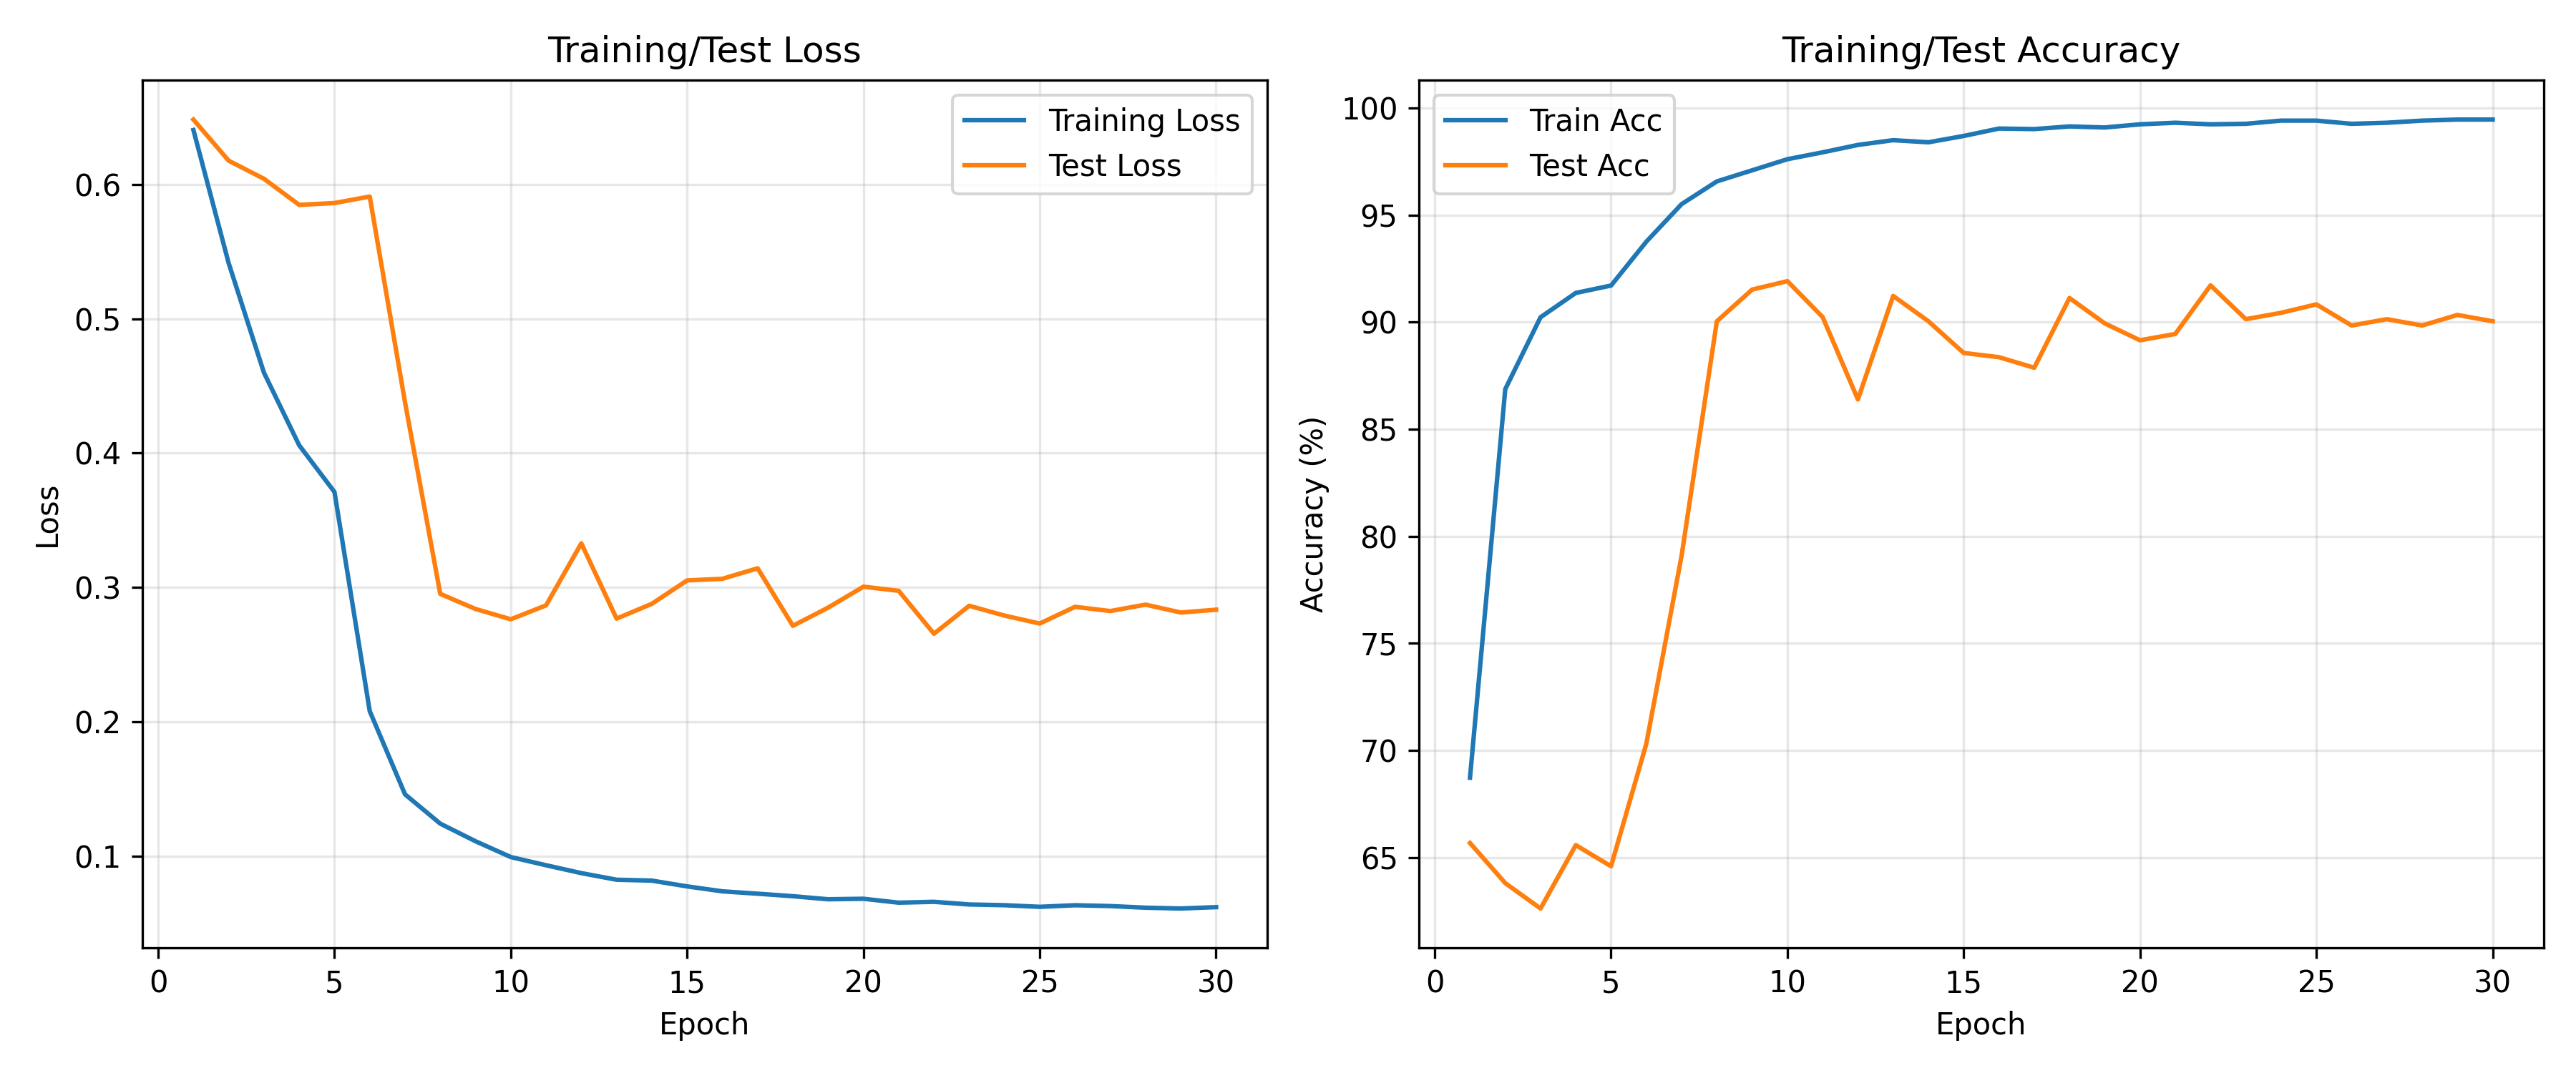 Training/Test Loss
Training Loss
Test Loss
0.6
0.5
0.4
0.3
0.2
0.1
Loss
0 5 10 15 20 25 30
Epoch
Training/Test Accuracy
Train Acc
Test Acc
100
95
90
85
80
75
70
65
Accuracy (%)
0 5 10 15 20 25 30
Epoch